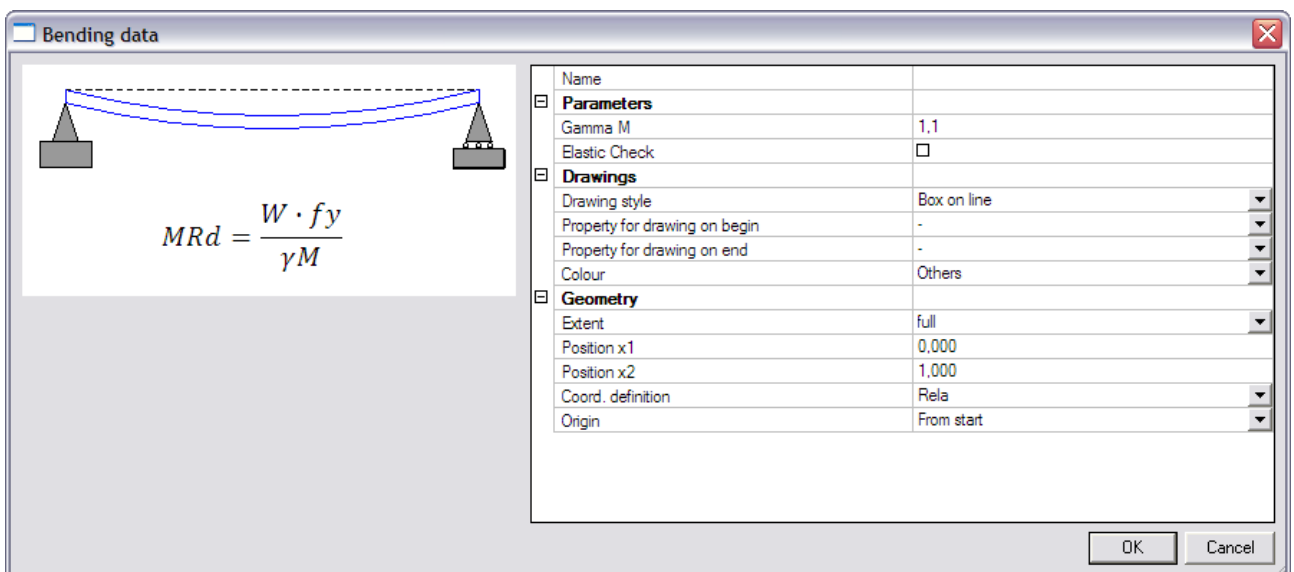 Bending data
MRd = W · fy / γM
Name
Parameters
Gamma M 1,1
Elastic Check
Drawings
Drawing style Box on line
Property for drawing on begin -
Property for drawing on end -
Colour Others
Geometry
Extent full
Position x1 0,000
Position x2 1,000
Coord. definition Rela
Origin From start
OK Cancel